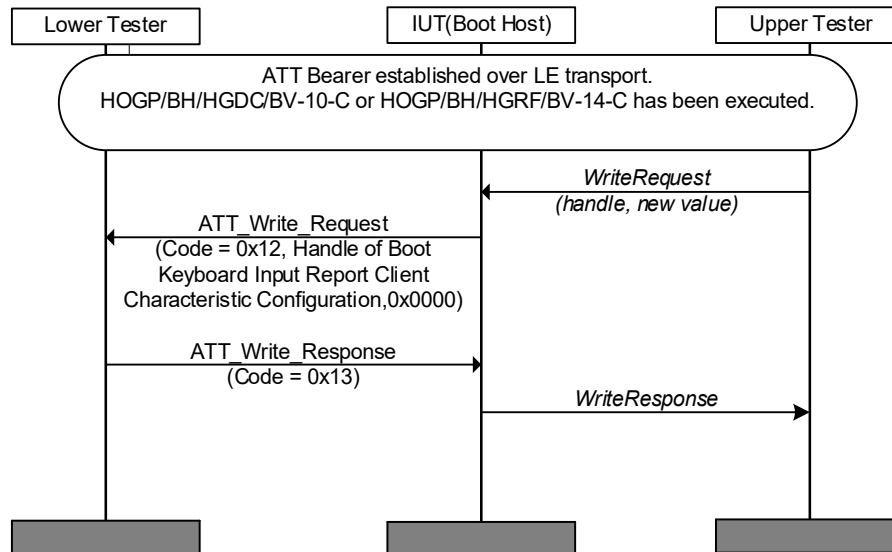 Lower Tester
IUT(Boot Host)
Upper Tester
ATT Bearer established over LE transport.
HOGP/BH/HGDC/BV-10-C or HOGP/BH/HGRF/BV-14-C has been executed.
WriteRequest
(handle, new value)
ATT_Write_Request
(Code = 0x12, Handle of Boot
Keyboard Input Report Client
Characteristic Configuration,0x0000)
ATT_Write_Response
(Code = 0x13)
WriteResponse